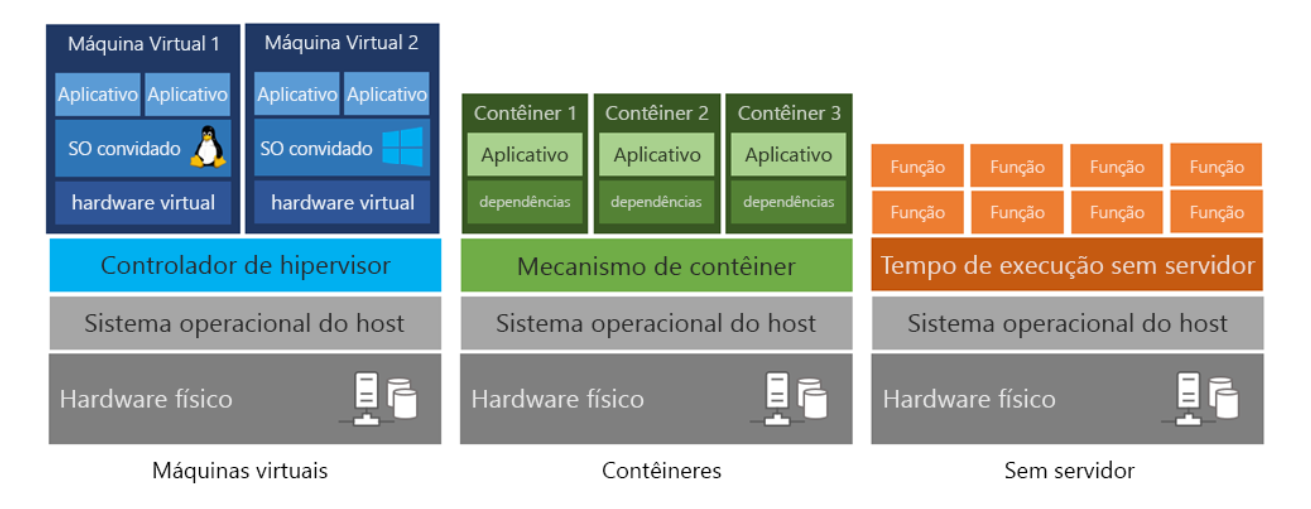 Máquina Virtual 1
Máquina Virtual 2
Aplicativo Aplicativo
Aplicativo Aplicativo
SO convidado
SO convidado
hardware virtual
hardware virtual
Controlador de hipervisor
Sistema operacional do host
Hardware físico
Máquinas virtuais
Contêiner 1
Contêiner 2
Contêiner 3
Aplicativo
Aplicativo
Aplicativo
dependências
dependências
dependências
Mecanismo de contêiner
Sistema operacional do host
Hardware físico
Contêineres
Função
Função
Função
Função
Função
Função
Função
Função
Tempo de execução sem servidor
Sistema operacional do host
Hardware físico
Sem servidor